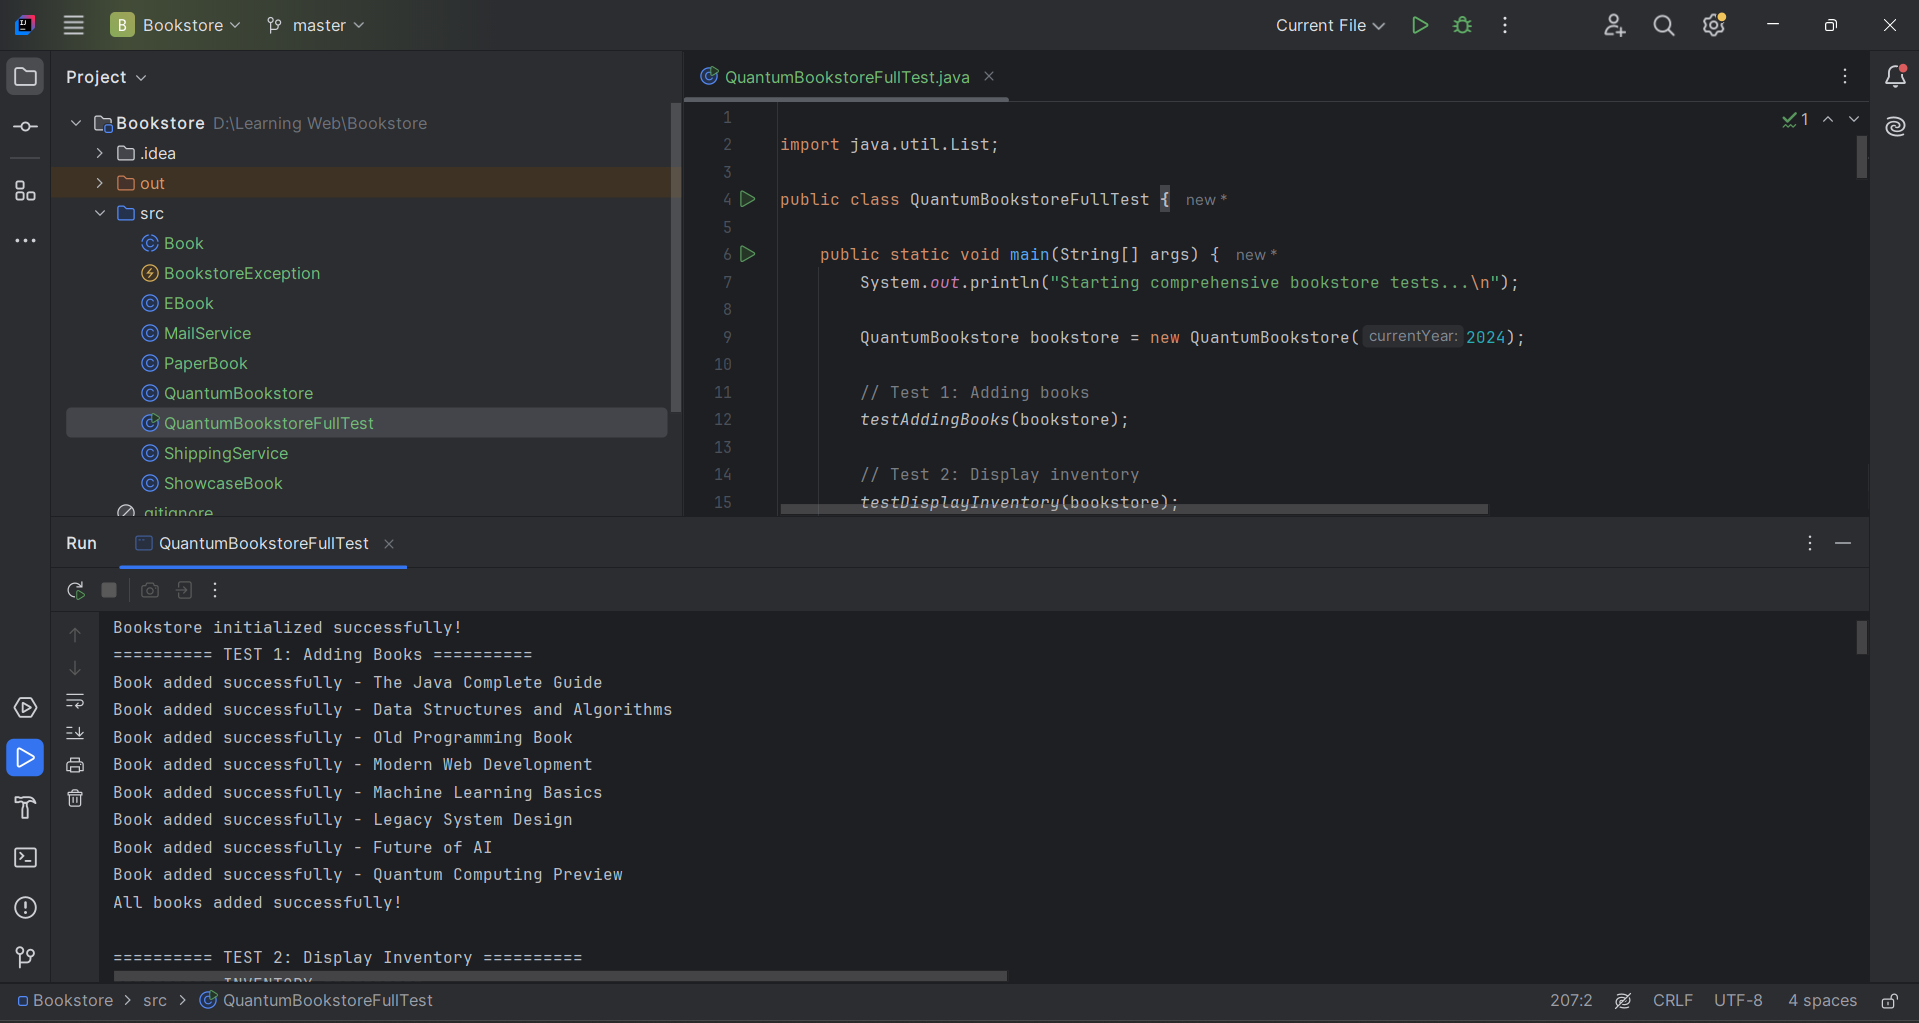 B Bookstore master Current File
Project
QuantumBookstoreFullTest.java
Bookstore D:\Learning Web\Bookstore
.idea
out
src
Book
BookstoreException
EBook
MailService
PaperBook
QuantumBookstore
QuantumBookstoreFullTest
ShippingService
ShowcaseBook
.gitignore
1
1
2 import java.util.List;
3
4 public class QuantumBookstoreFullTest { new *
5
6 public static void main(String[] args) { new *
7 System.out.println("Starting comprehensive bookstore tests...\n");
8
9 QuantumBookstore bookstore = new QuantumBookstore( currentYear: 2024);
10
11 // Test 1: Adding books
12 testAddingBooks(bookstore);
13
14 // Test 2: Display inventory
15 testDisplayInventory(bookstore);
Run QuantumBookstoreFullTest
Bookstore initialized successfully!
========== TEST 1: Adding Books ==========
Book added successfully - The Java Complete Guide
Book added successfully - Data Structures and Algorithms
Book added successfully - Old Programming Book
Book added successfully - Modern Web Development
Book added successfully - Machine Learning Basics
Book added successfully - Legacy System Design
Book added successfully - Future of AI
Book added successfully - Quantum Computing Preview
All books added successfully!
========== TEST 2: Display Inventory ==========
INVENTORY
Bookstore > src > QuantumBookstoreFullTest
207:2 CRLF UTF-8 4 spaces